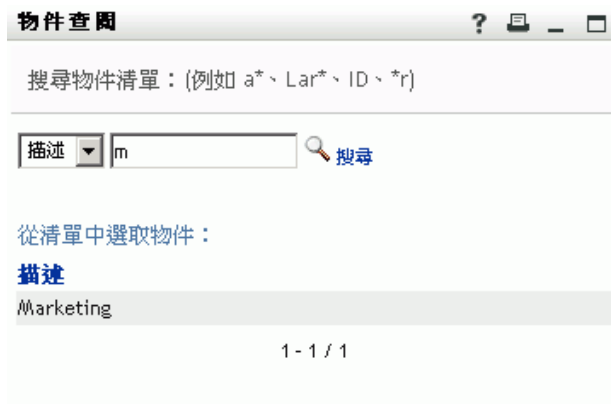 物件查閱
搜尋物件清單：(例如 a*、Lar*、ID、*r)
描述 m 搜尋
從清單中選取物件：
描述
Marketing
1 - 1 / 1